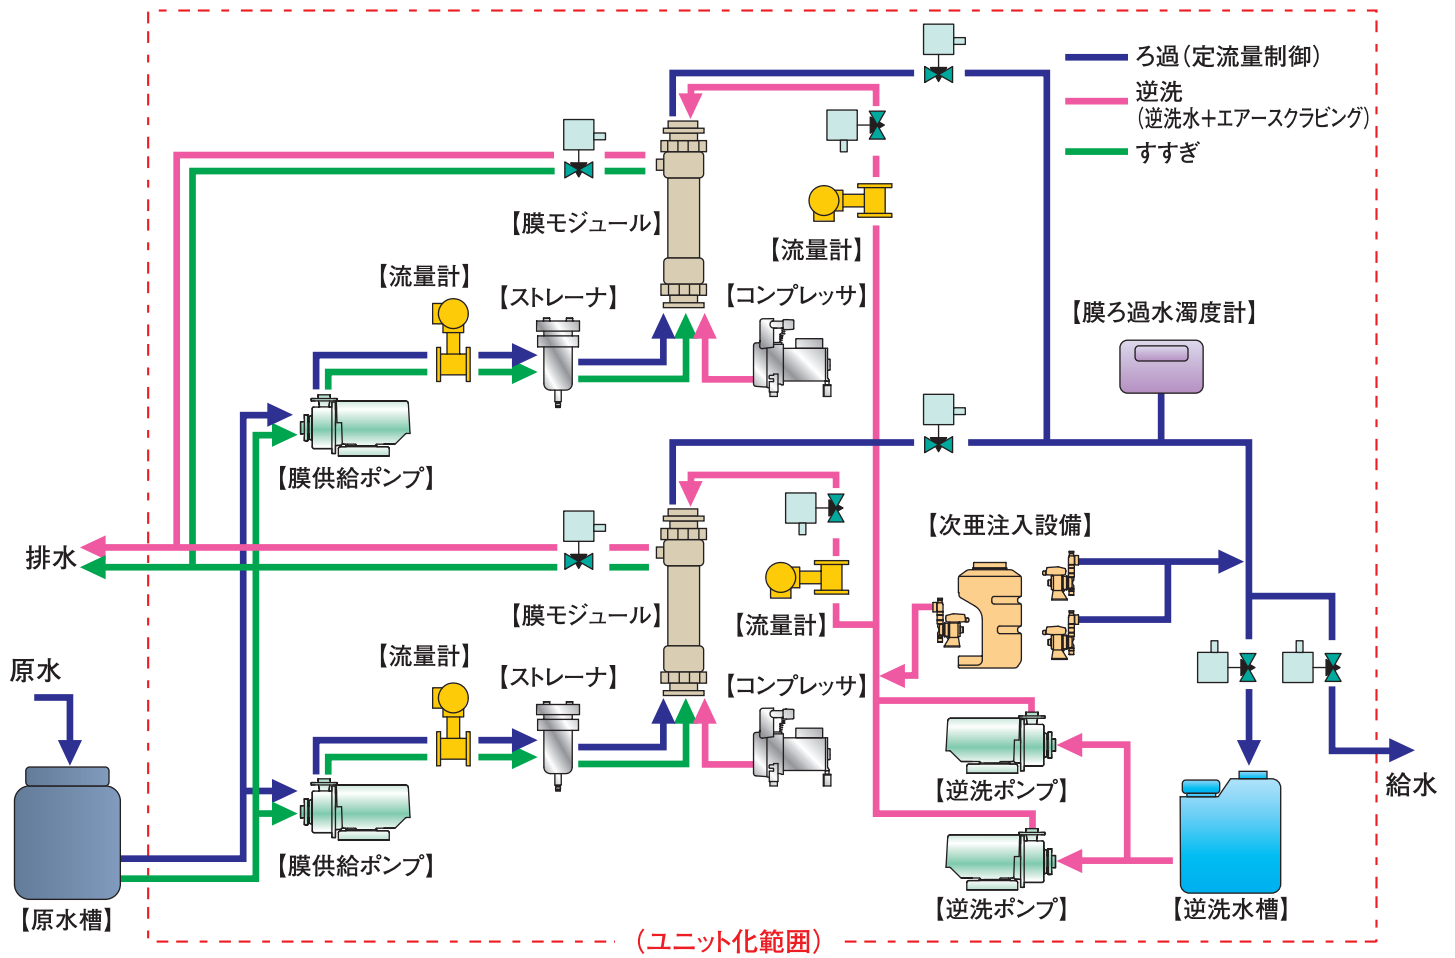 ろ過(定流量制御)
逆洗
(逆洗水+エアースクラビング)
すすぎ
【膜モジュール】
【流量計】
【流量計】
【ストレーナ】
【コンプレッサ】
【膜ろ過水濁度計】
【膜供給ポンプ】
【次亜注入設備】
排水
【膜モジュール】
【流量計】
【流量計】
【ストレーナ】
【コンプレッサ】
原水
【逆洗ポンプ】
給水
【膜供給ポンプ】
【原水槽】
【逆洗ポンプ】
【逆洗水槽】
(ユニット化範囲)